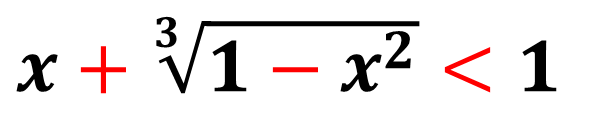 x + ∛(1 − x²) < 1